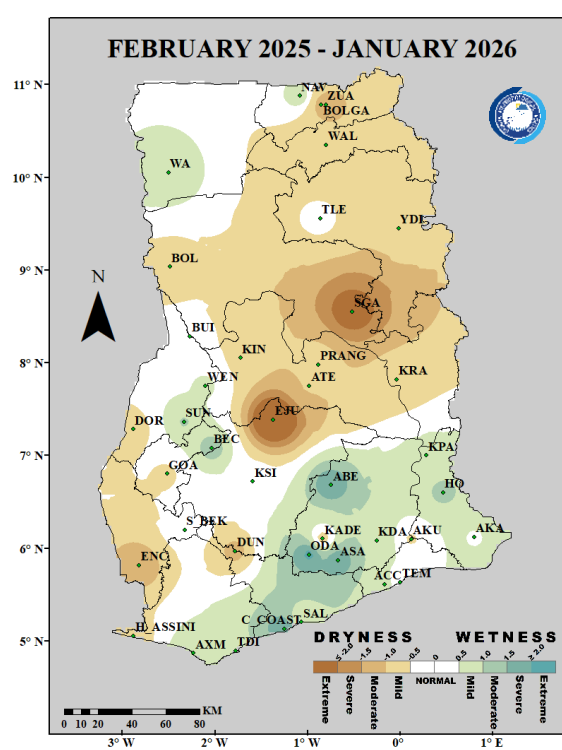 FEBRUARY 2025 - JANUARY 2026
11° N
NAV
ZUA
BOLGA
WAL
WA
10° N
TLE
YDI
BOL
9° N
N
SGA
BUI
KIN
PRANG
8° N
WEN
ATE
KRA
SUN
EJU
DOR
BEC
KPA
7° N
GOA
KSI
ABE
HO
S_BEK
KADE
KDA
AKU
AKA
DUN
ODA
ASA
6° N
ENC
ACC
TEM
C_COAST
SAL
H_ASSINI
AXM
TDI
5° N
DRYNESS WETNESS
≤ -2.0 -1.5 -1.0 -0.5 0 0.5 1.0 1.5 ≥ 2.0
Extreme Severe Moderate Mild NORMAL Mild Moderate Severe Extreme
0 10 20 40 60 80 KM
3° W 2° W 1° W 0° 1° E